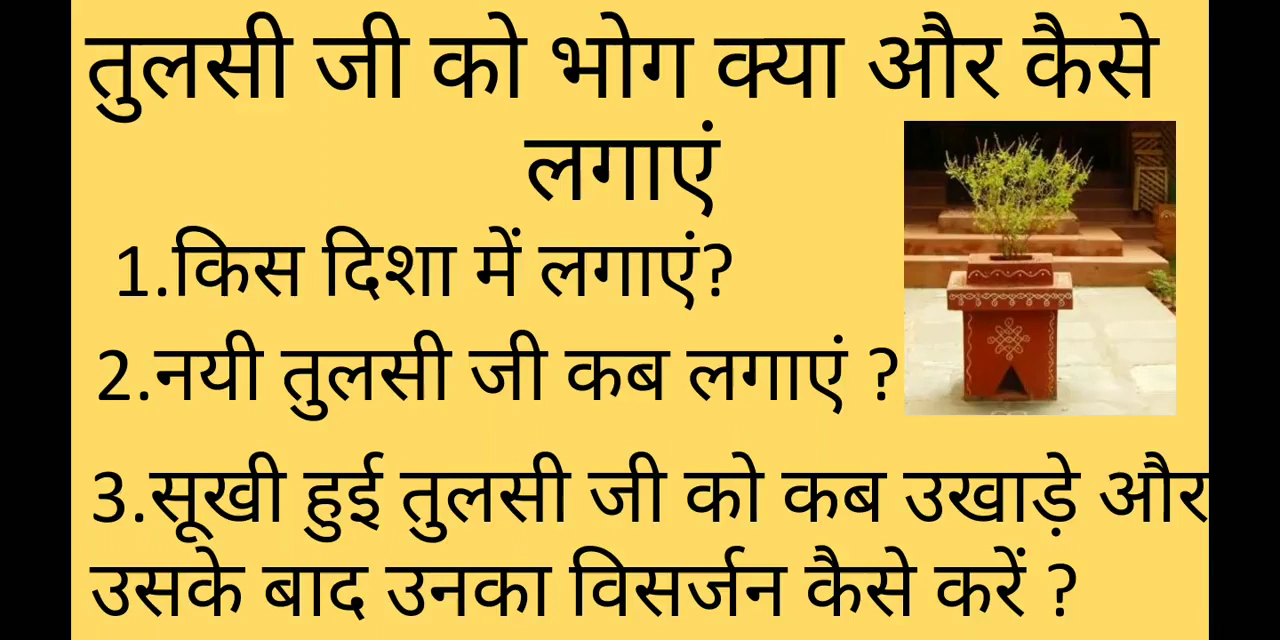 तुलसी जी को भोग क्या और कैसे
लगाएं
1.किस दिशा में लगाएं?
2.नयी तुलसी जी कब लगाएं ?
3.सूखी हुई तुलसी जी को कब उखाड़े और
उसके बाद उनका विसर्जन कैसे करें ?